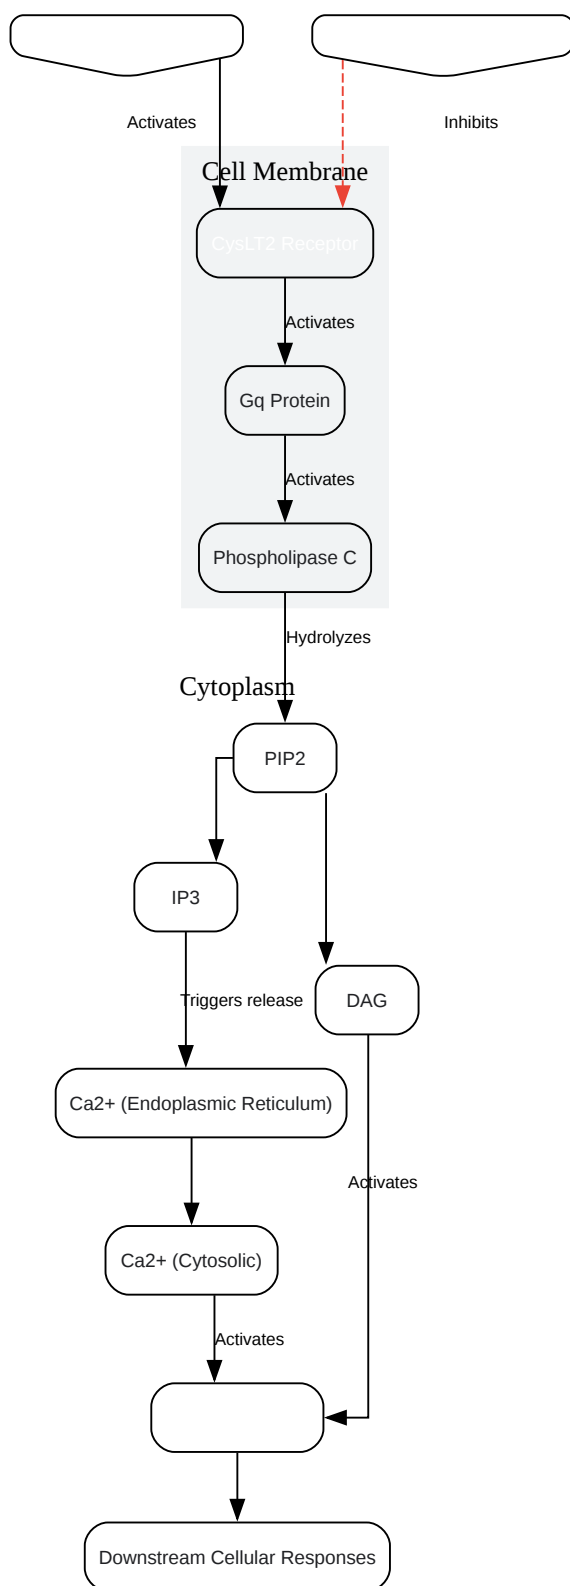 Activates
Inhibits
Cell Membrane
CysLT2 Receptor
Activates
Gq Protein
Activates
Phospholipase C
Hydrolyzes
Cytoplasm
PIP2
IP3
Triggers release
DAG
Ca2+ (Endoplasmic Reticulum)
Activates
Ca2+ (Cytosolic)
Activates
Downstream Cellular Responses